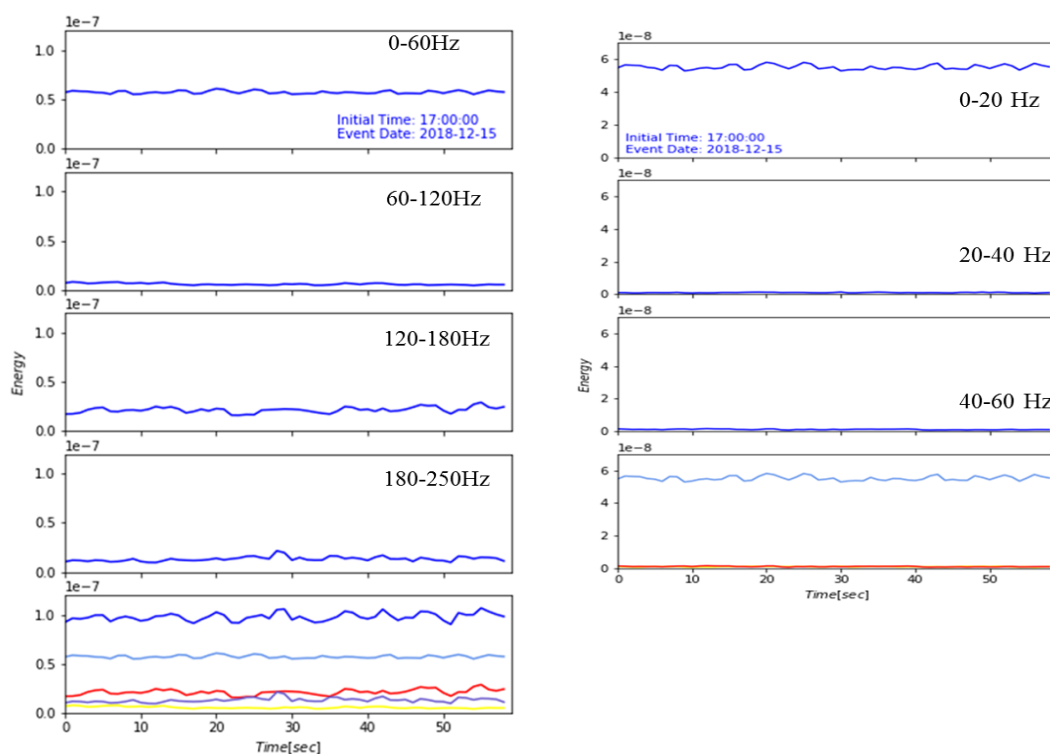 1e−7
0-60Hz
1.0
0.5
0.0
Initial Time: 17:00:00
Event Date: 2018-12-15
1e−7
60-120Hz
1.0
0.5
0.0
1e−7
120-180Hz
1.0
0.5
0.0
Energy
1e−7
180-250Hz
1.0
0.5
0.0
1e−7
1.0
0.5
0.0
0 10 20 30 40 50
Time[sec]
1e−8
6
4
2
0
0-20 Hz
Initial Time: 17:00:00
Event Date: 2018-12-15
1e−8
6
4
2
0
20-40 Hz
1e−8
6
4
2
0
40-60 Hz
Energy
1e−8
6
4
2
0
0 10 20 30 40 50
Time[sec]